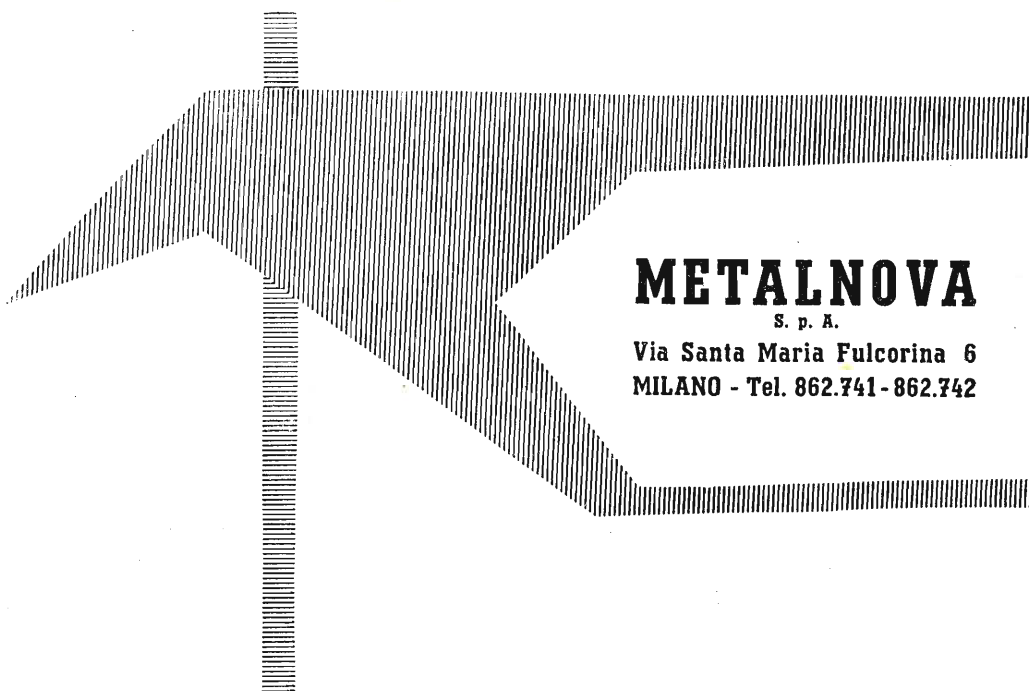 METALNOVA
S. p. A.
Via Santa Maria Fulcorina 6
MILANO - Tel. 862.741 - 862.742